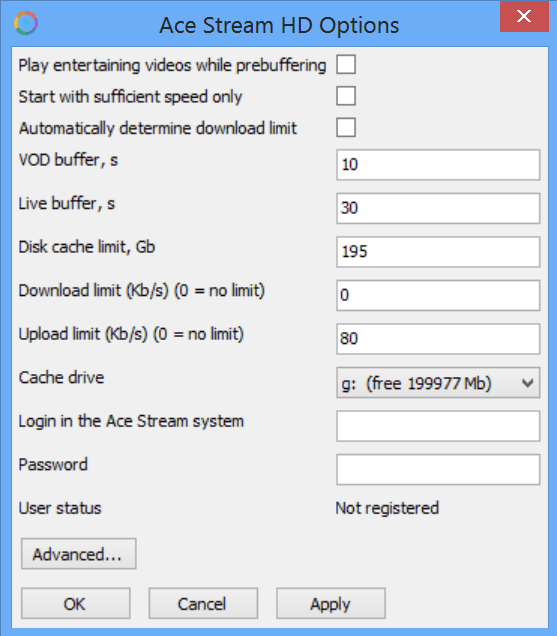 Ace Stream HD Options
Play entertaining videos while prebuffering
Start with sufficient speed only
Automatically determine download limit
VOD buffer, s 10
Live buffer, s 30
Disk cache limit, Gb 195
Download limit (Kb/s) (0 = no limit) 0
Upload limit (Kb/s) (0 = no limit) 80
Cache drive g: (free 199977 Mb)
Login in the Ace Stream system
Password
User status Not registered
Advanced...
OK Cancel Apply